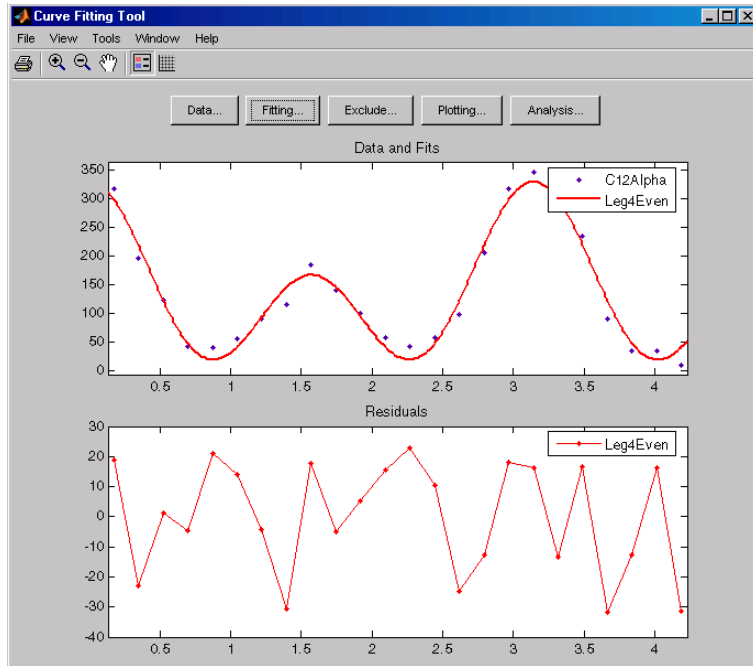 Curve Fitting Tool
File View Tools Window Help
Data... Fitting... Exclude... Plotting... Analysis...
Data and Fits
350
300
250
200
150
100
50
0
C12Alpha
Leg4Even
0.5 1 1.5 2 2.5 3 3.5 4
Residuals
30
20
10
0
-10
-20
-30
-40
Leg4Even
0.5 1 1.5 2 2.5 3 3.5 4